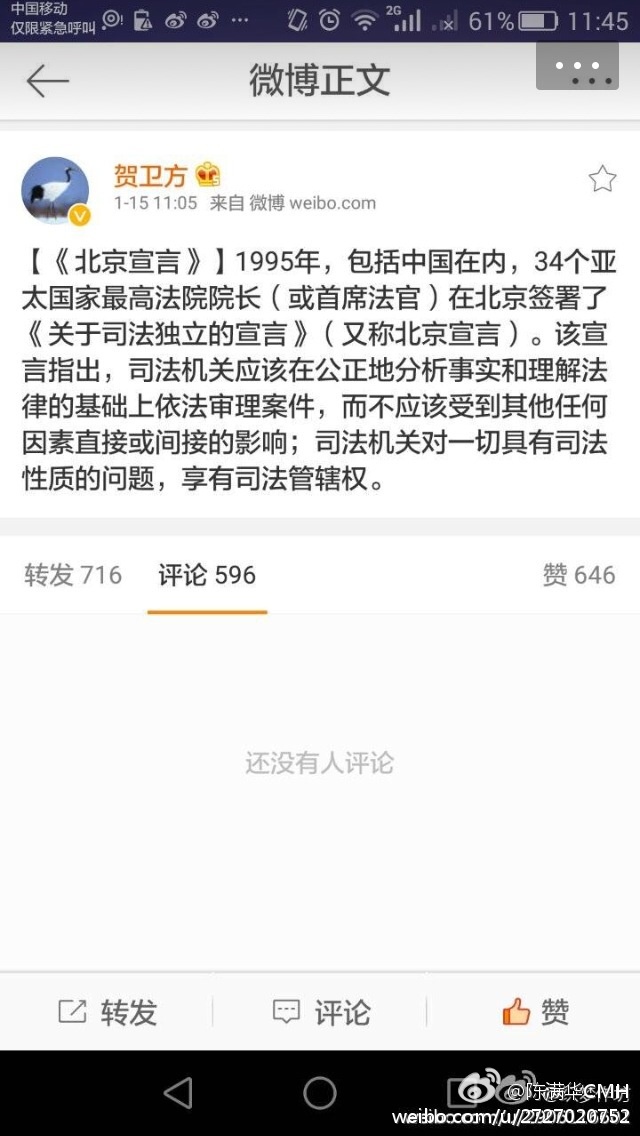 中国移动
仅限紧急呼叫
2G
61%
11:45
微博正文
贺卫方
1-15 11:05 来自 微博 weibo.com
【《北京宣言》】1995年，包括中国在内，34个亚
太国家最高法院院长（或首席法官）在北京签署了
《关于司法独立的宣言》（又称北京宣言）。该宣
言指出，司法机关应该在公正地分析事实和理解法
律的基础上依法审理案件，而不应该受到其他任何
因素直接或间接的影响；司法机关对一切具有司法
性质的问题，享有司法管辖权。
转发 716
评论 596
赞 646
还没有人评论
转发
评论
赞
@陈满华CMH
weibo.com/u/2727020752